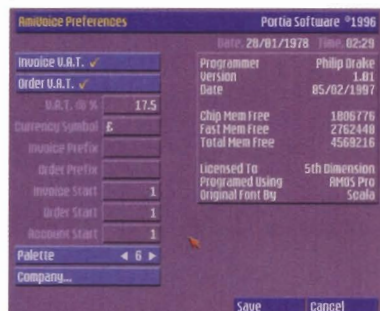 AmiVoice Preferences
Portia Software ©1996
Date. 28/01/1978 Time. 02:29
Invoice V.A.T. ✓
Order V.A.T. ✓
V.A.T. @ % 17.5
Currency Symbol £
Invoice Prefix
Order Prefix
Invoice Start 1
Order Start 1
Account Start 1
Palette 6
Company...
Programmer Philip Drake
Version 1.01
Date 05/02/1997
Chip Mem Free 1806776
Fast Mem Free 2762440
Total Mem Free 4569216
Licensed To 5th Dimension
Programed Using AMOS Pro
Original Font By Scala
Save Cancel